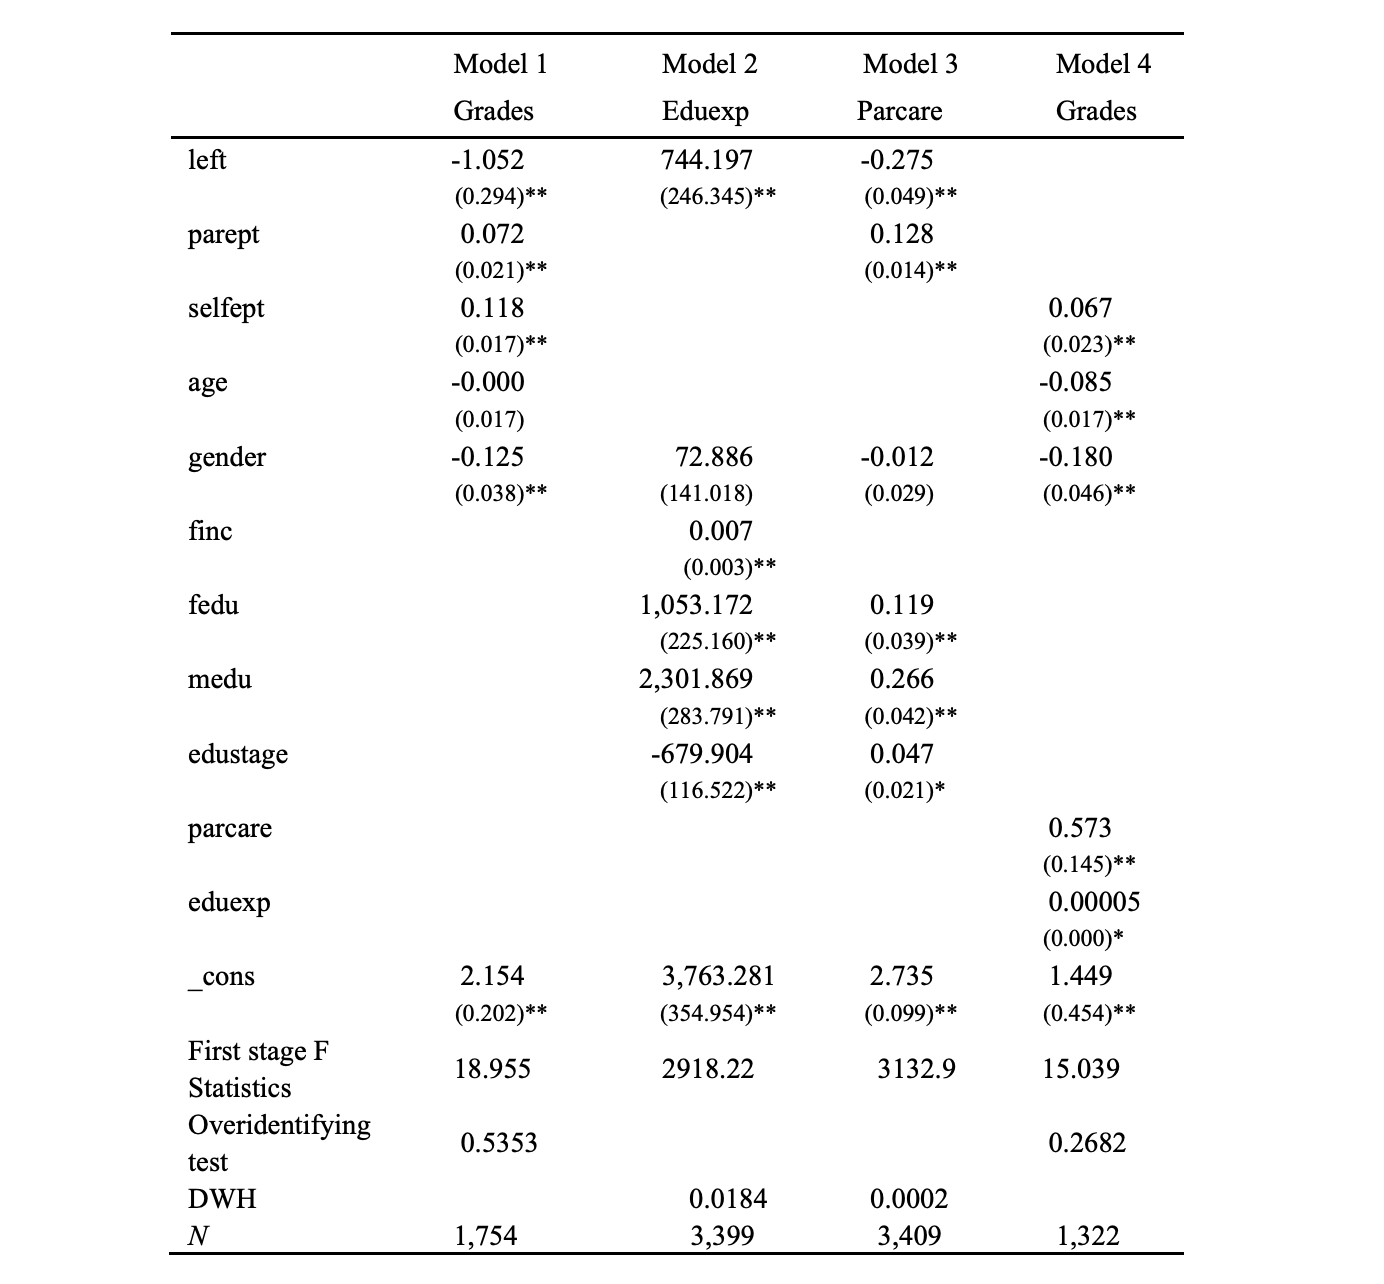 Model 1 Model 2 Model 3 Model 4
Grades Eduexp Parcare Grades
left -1.052 744.197 -0.275
(0.294)** (246.345)** (0.049)**
parept 0.072 0.128
(0.021)** (0.014)**
selfept 0.118 0.067
(0.017)** (0.023)**
age -0.000 -0.085
(0.017) (0.017)**
gender -0.125 72.886 -0.012 -0.180
(0.038)** (141.018) (0.029) (0.046)**
finc 0.007
(0.003)**
fedu 1,053.172 0.119
(225.160)** (0.039)**
medu 2,301.869 0.266
(283.791)** (0.042)**
edustage -679.904 0.047
(116.522)** (0.021)*
parcare 0.573
(0.145)**
eduexp 0.00005
(0.000)*
_cons 2.154 3,763.281 2.735 1.449
(0.202)** (354.954)** (0.099)** (0.454)**
First stage F
Statistics 18.955 2918.22 3132.9 15.039
Overidentifying
test 0.5353 0.2682
DWH 0.0184 0.0002
N 1,754 3,399 3,409 1,322